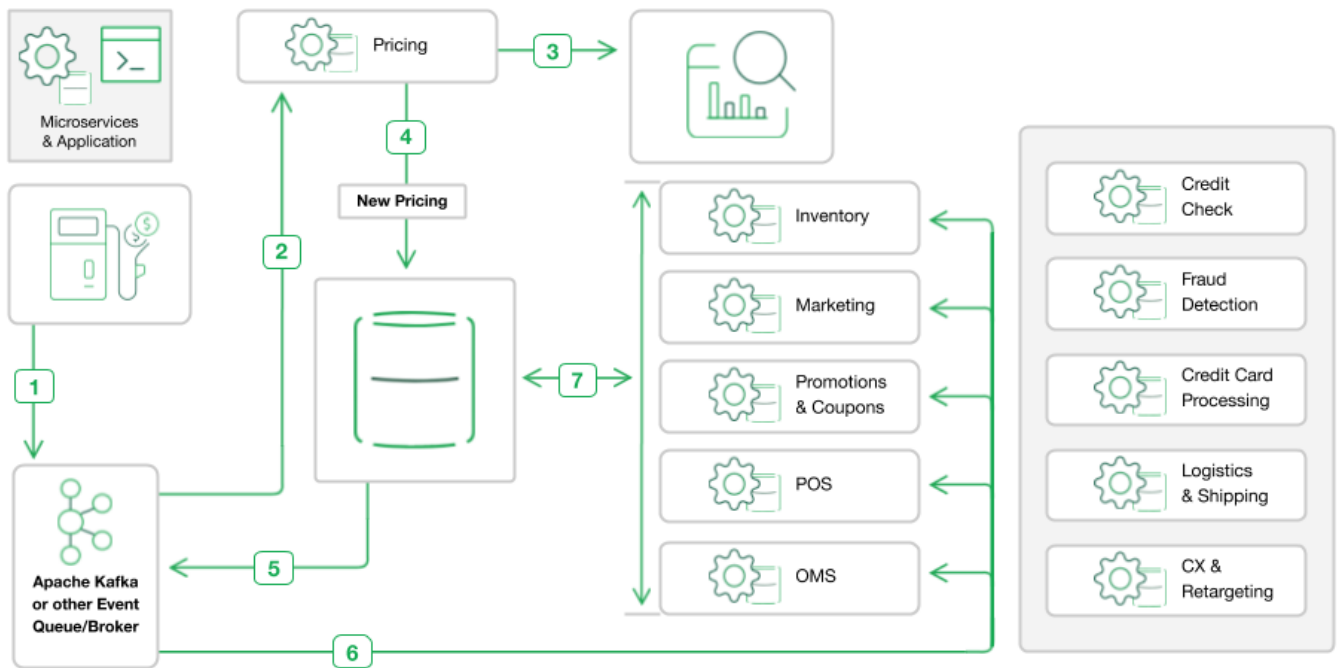 Microservices
& Application
Pricing
3
4
New Pricing
2
1
Inventory
Marketing
7
Promotions
& Coupons
POS
OMS
5
Apache Kafka
or other Event
Queue/Broker
6
Credit
Check
Fraud
Detection
Credit Card
Processing
Logistics
& Shipping
CX &
Retargeting